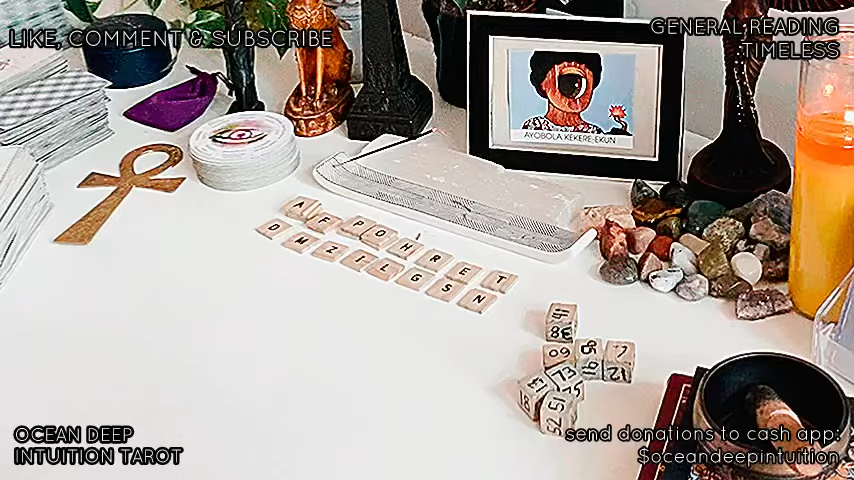 LIKE, COMMENT & SUBSCRIBE
GENERAL READING
TIMELESS
AYOBOLA KEKERE-EKUN
A F P O H R E T
O M Z I L G S N
OCEAN DEEP
INTUITION TAROT
send donations to cash app:
$oceandeepintuition